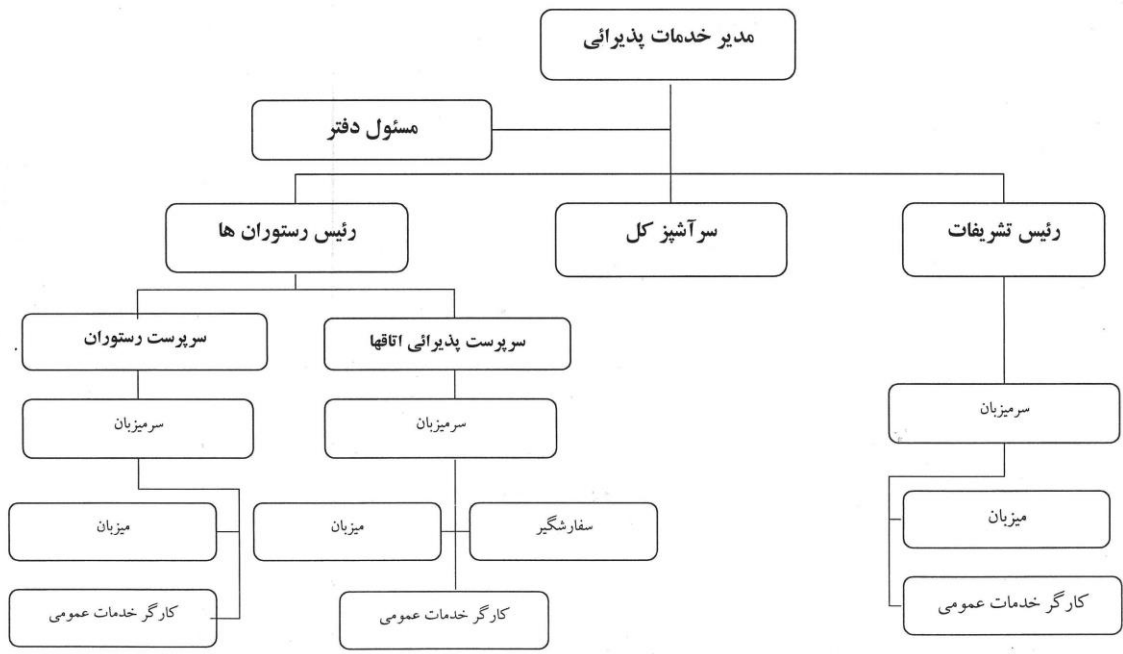 مدیر خدمات پذیرائی
مسئول دفتر
رئیس تشریفات
سرآشپز کل
رئیس رستوران ها
سرپرست پذیرائی اتاقها
سرپرست رستوران
سرمیزبان
سرمیزبان
سرمیزبان
میزبان
سفارشگیر
میزبان
میزبان
کارگر خدمات عمومی
کارگر خدمات عمومی
کارگر خدمات عمومی